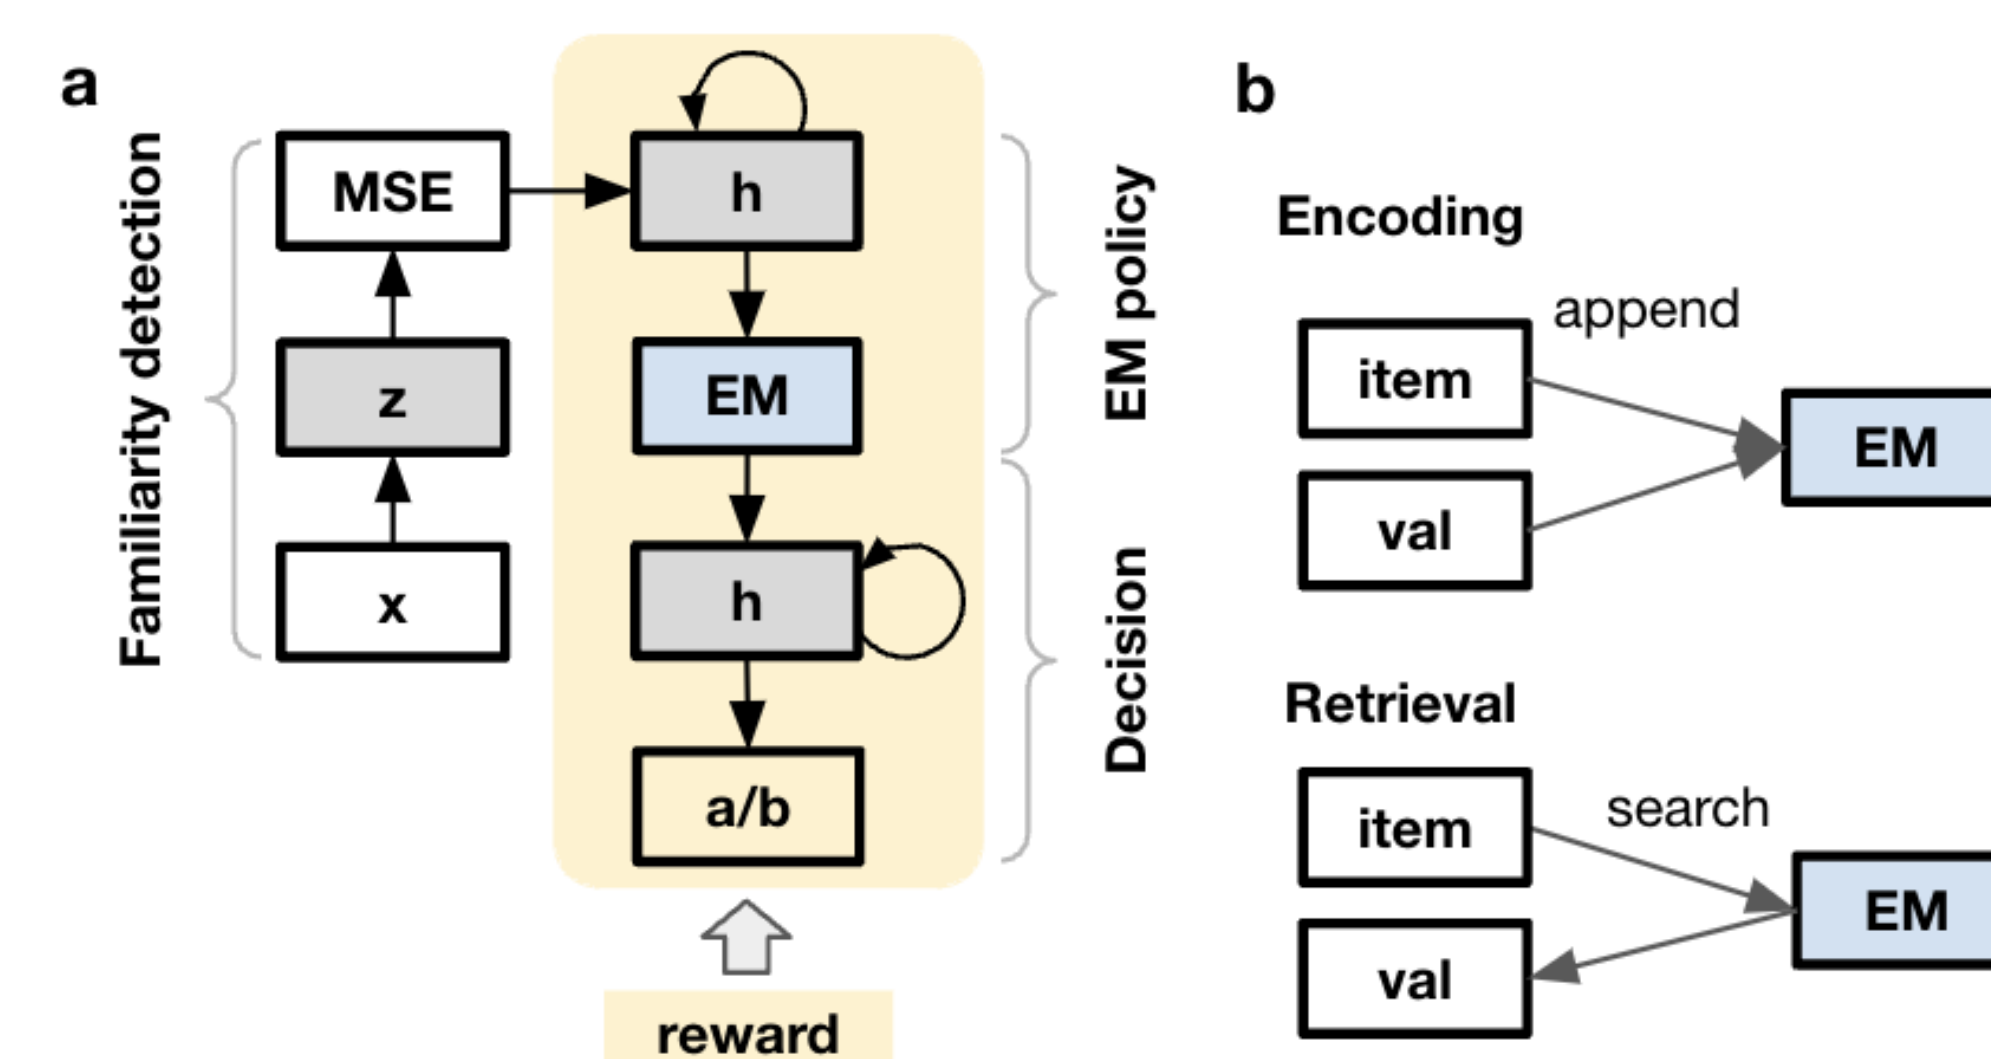 a
Familiarity detection
MSE
z
x
h
EM
h
a/b
reward
EM policy
Decision
b
Encoding
append
item
val
EM
Retrieval
search
item
val
EM